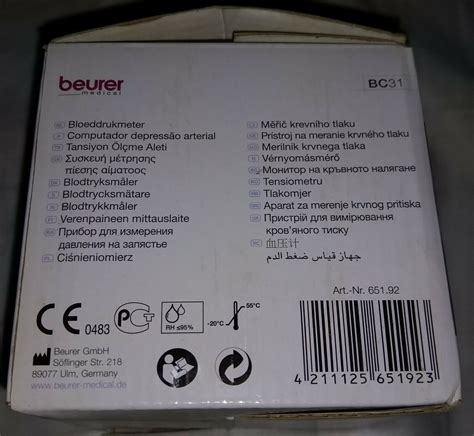 beurer
medical
BC31
Bloeddrukmeter
Computador depressão arterial
Tansiyon Ölçme Aleti
Συσκευή μέτρησης
πίεσης αίματοος
Blodtryksmåler
Blodtrycksmätare
Blodtrykkmåler
Verenpaineen mittauslaite
Прибор для измерения
давления на запястье
Ciśnieniomierz
Měřič krevního tlaku
Prístroj na meranie krvného tlaku
Merilnik krvnega tlaka
Vérnyomásmérő
Монитор на кръвното налягане
Tensiometru
Tlakomjer
Aparat za merenje krvnog pritiska
Пристрій для вимірювання
кров'яного тиску
血压计
جهاز قياس ضغط الدم
Art.-Nr. 651.92
CE 0483
RH ≤95%
-20°C
55°C
Beurer GmbH
Söflinger Str. 218
89077 Ulm, Germany
www.beurer-medical.de
4 211125 651923